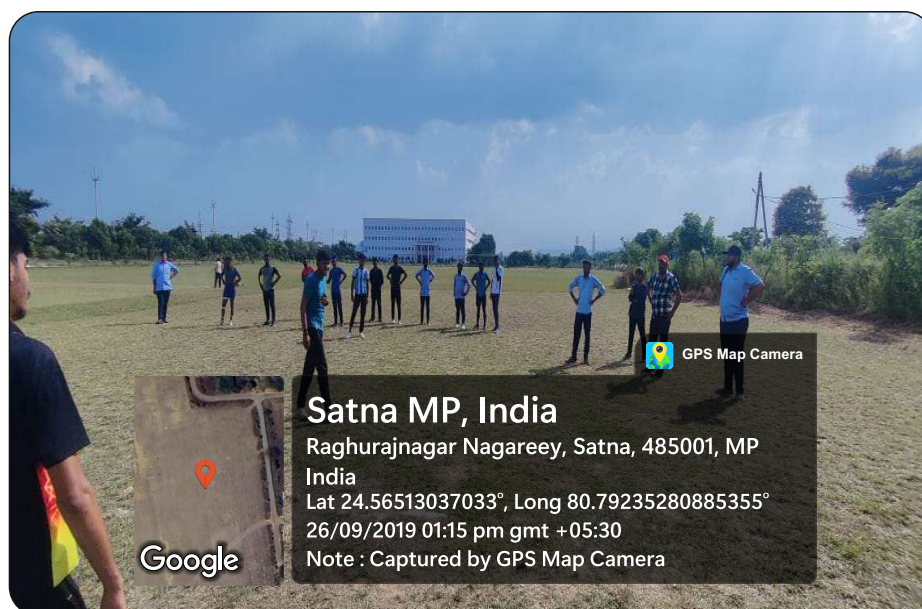 GPS Map Camera
Satna MP, India
Raghurajnagar Nagareey, Satna, 485001, MP
India
Lat 24.56513037033°, Long 80.79235280885355°
26/09/2019 01:15 pm gmt +05:30
Note : Captured by GPS Map Camera
Google